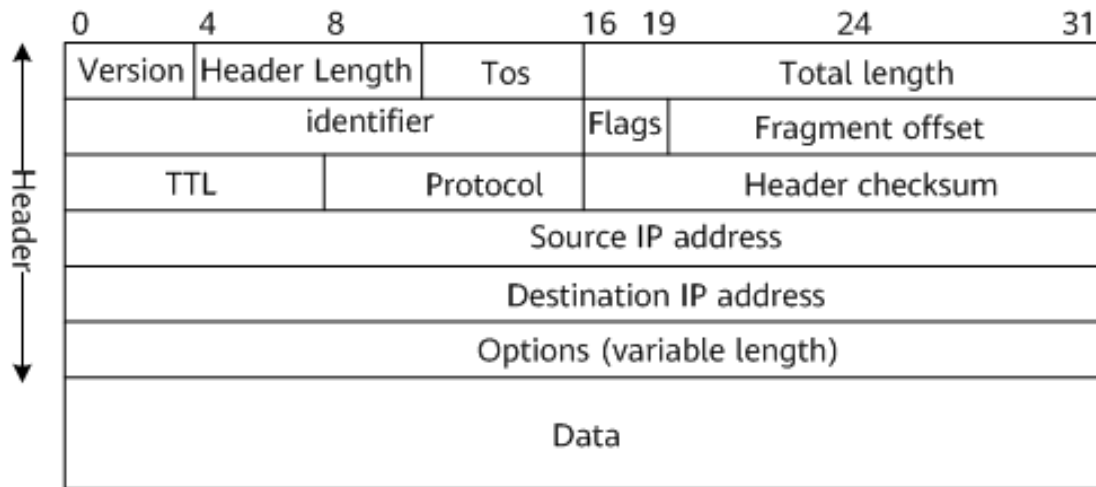 0 4 8 16 19 24 31
Version Header Length Tos Total length
identifier Flags Fragment offset
TTL Protocol Header checksum
Header
Source IP address
Destination IP address
Options (variable length)
Data